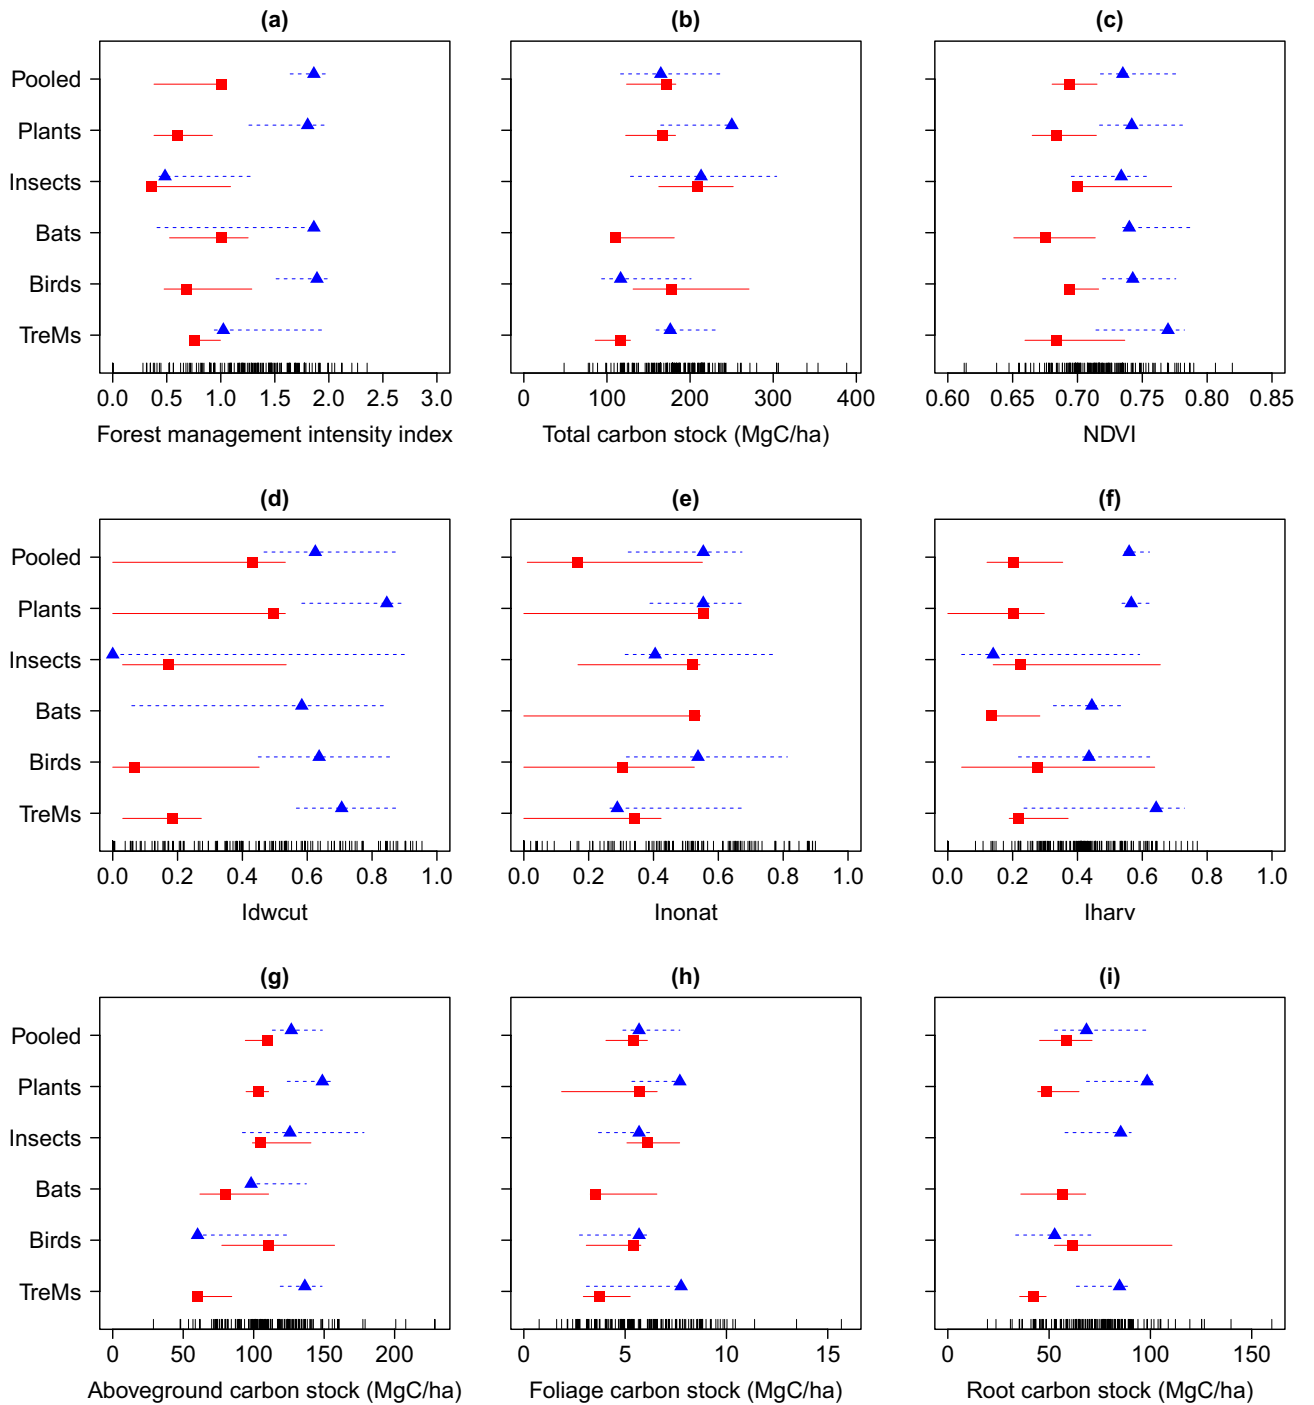 (a) (b) (c)
Pooled
Plants
Insects
Bats
Birds
TreMs
0.0 0.5 1.0 1.5 2.0 2.5 3.0 0 100 200 300 400 0.60 0.65 0.70 0.75 0.80 0.85
Forest management intensity index Total carbon stock (MgC/ha) NDVI
(d) (e) (f)
Pooled
Plants
Insects
Bats
Birds
TreMs
0.0 0.2 0.4 0.6 0.8 1.0 0.0 0.2 0.4 0.6 0.8 1.0 0.0 0.2 0.4 0.6 0.8 1.0
Idwcut Inonat Iharv
(g) (h) (i)
Pooled
Plants
Insects
Bats
Birds
TreMs
0 50 100 150 200 0 5 10 15 0 50 100 150
Aboveground carbon stock (MgC/ha) Foliage carbon stock (MgC/ha) Root carbon stock (MgC/ha)